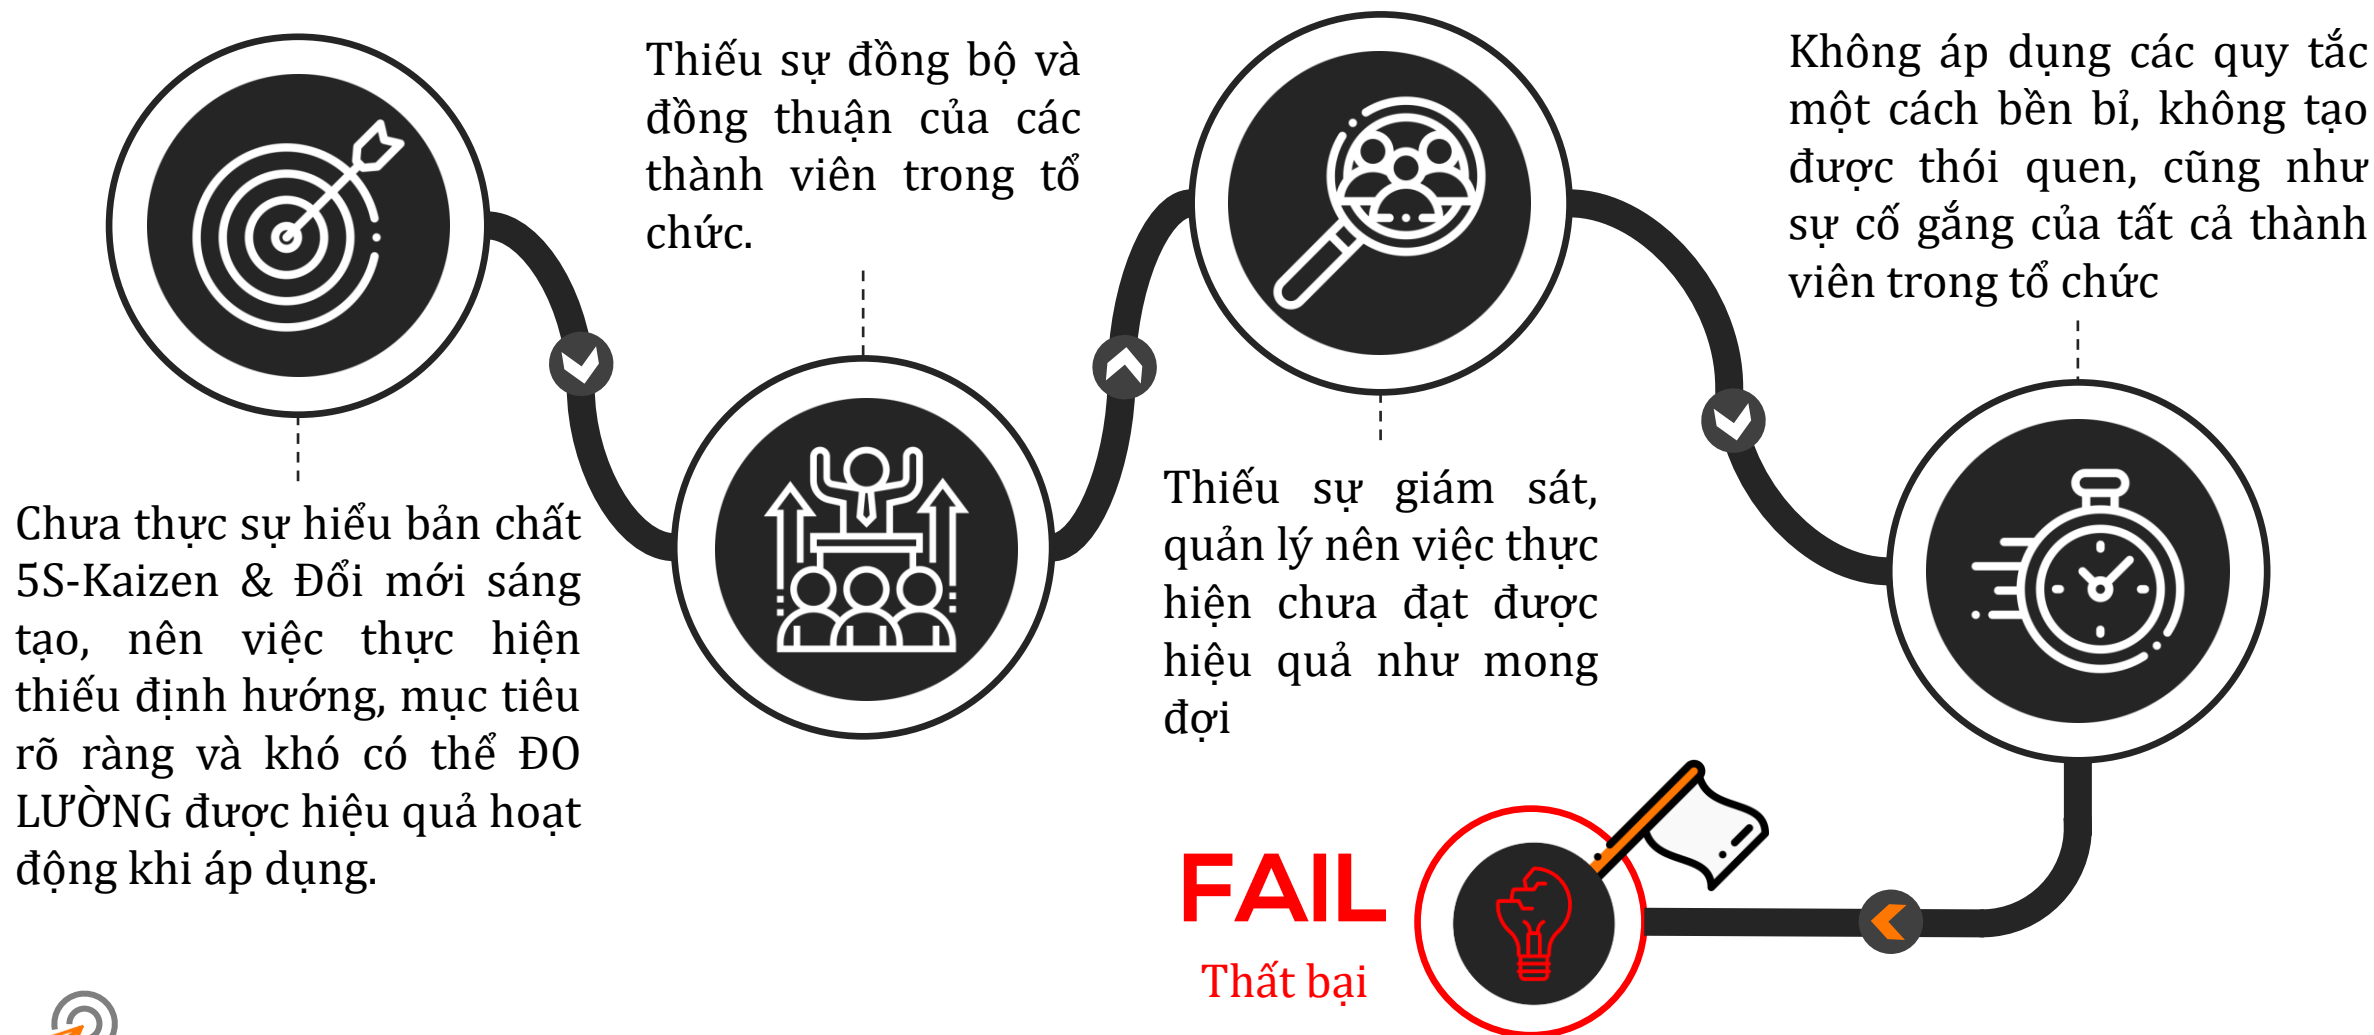 Chưa thực sự hiểu bản chất
5S-Kaizen & Đổi mới sáng
tạo, nên việc thực hiện
thiếu định hướng, mục tiêu
rõ ràng và khó có thể ĐO
LƯỜNG được hiệu quả hoạt
động khi áp dụng.
Thiếu sự đồng bộ và
đồng thuận của các
thành viên trong tổ
chức.
Thiếu sự giám sát,
quản lý nên việc thực
hiện chưa đạt được
hiệu quả như mong
đợi
Không áp dụng các quy tắc
một cách bền bỉ, không tạo
được thói quen, cũng như
sự cố gắng của tất cả thành
viên trong tổ chức
FAIL
Thất bại